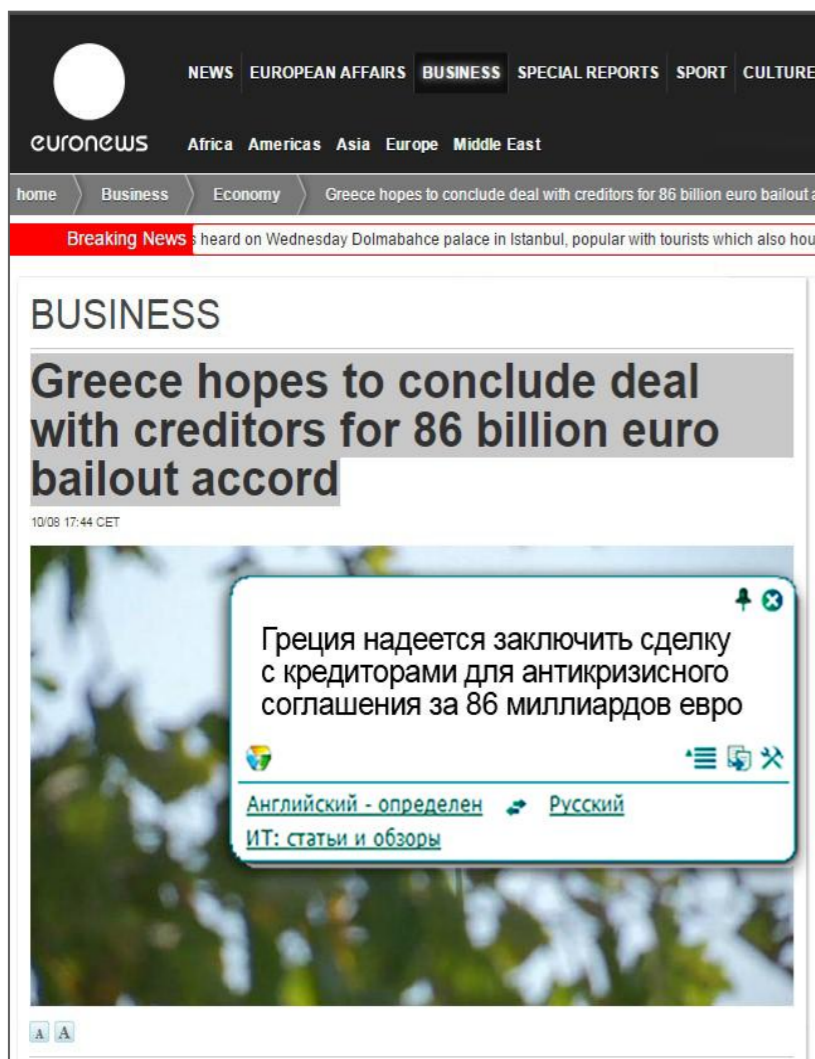 NEWS EUROPEAN AFFAIRS BUSINESS SPECIAL REPORTS SPORT CULTURE
euronews
Africa Americas Asia Europe Middle East
home Business Economy Greece hopes to conclude deal with creditors for 86 billion euro bailout a
Breaking News s heard on Wednesday Dolmabahce palace in Istanbul, popular with tourists which also hou
BUSINESS
Greece hopes to conclude deal
with creditors for 86 billion euro
bailout accord
10/08 17:44 CET
Греция надеется заключить сделку
с кредиторами для антикризисного
соглашения за 86 миллиардов евро
Английский - определен Русский
ИТ: статьи и обзоры
A A